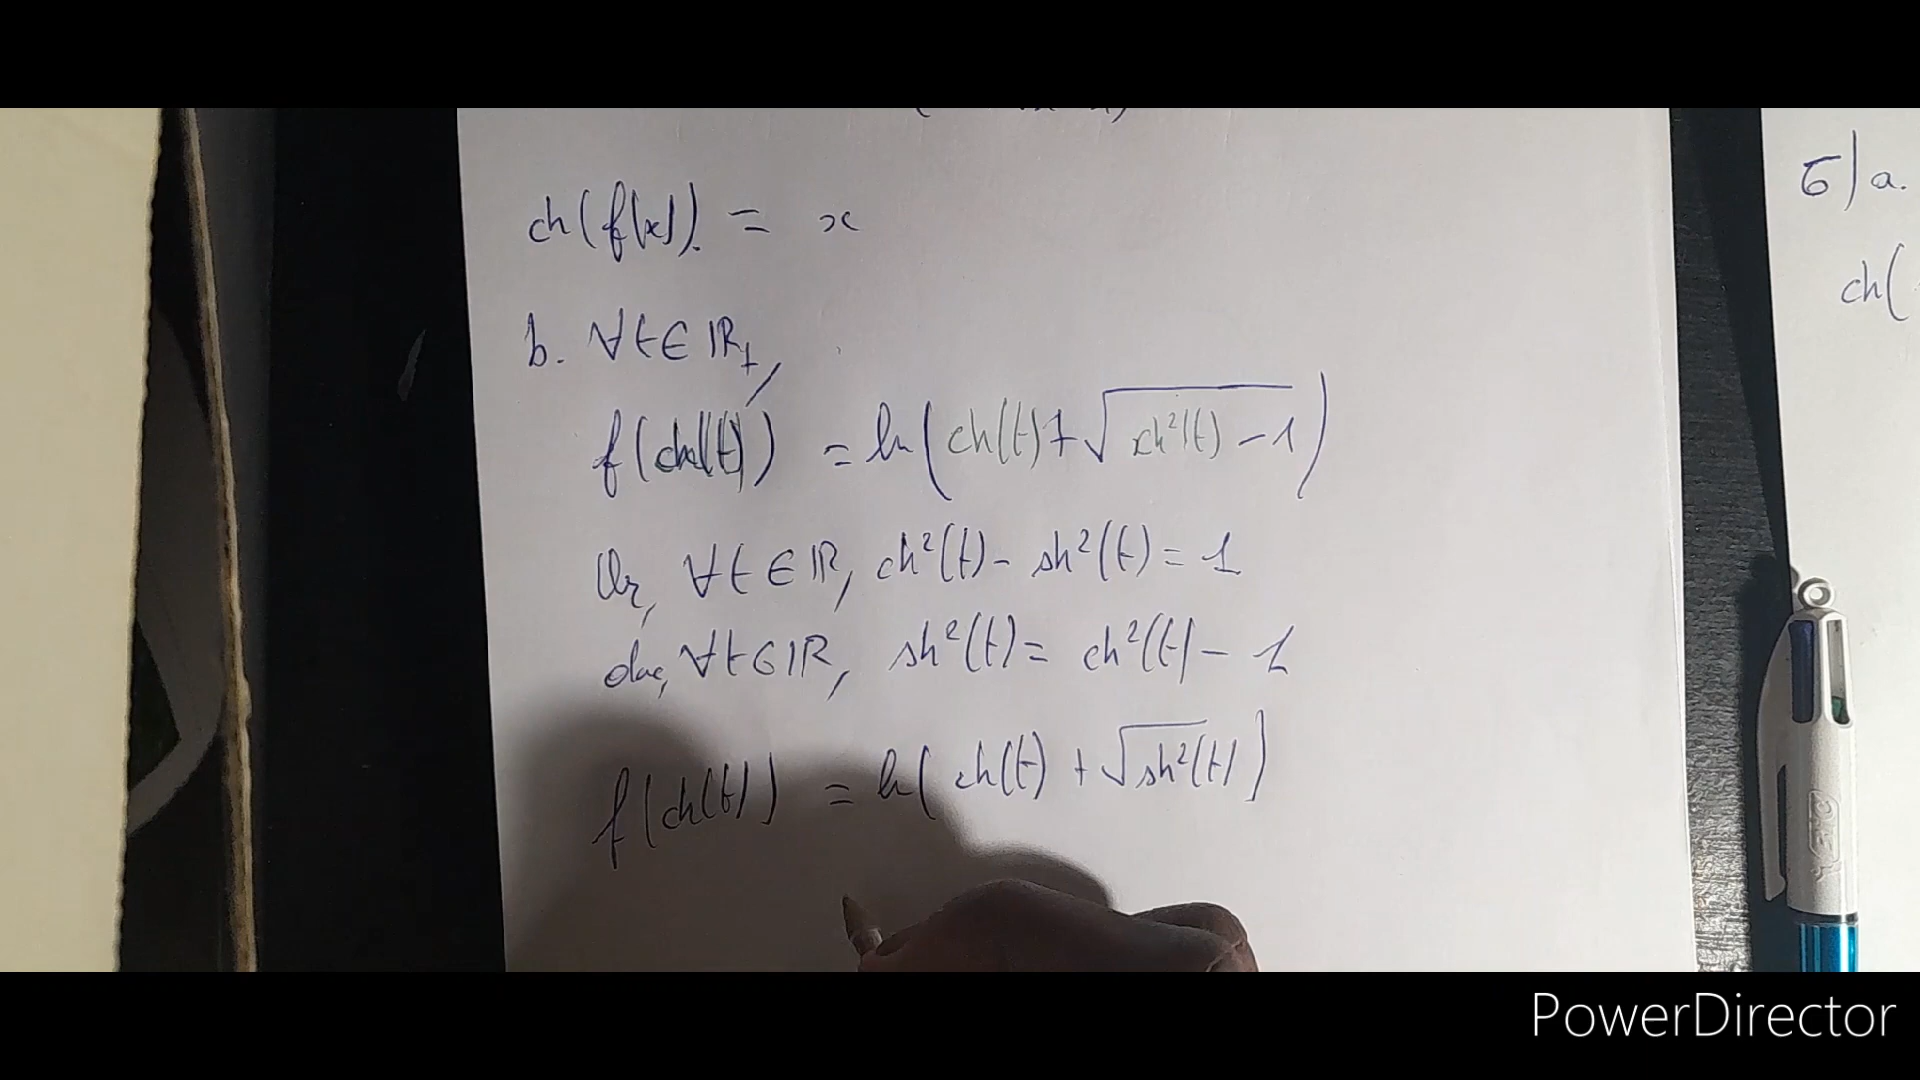 ch(f(x)) = x
b. ∀t∈ℝ₊,
f(ch(t)) = ln(ch(t)+√(ch²(t)-1))
Or, ∀t∈ℝ, ch²(t)-sh²(t)=1
donc, ∀t∈ℝ, sh²(t)= ch²(t)-1
f(ch(t)) = ln(ch(t) + √sh²(t))
6) a.
ch(
BIC
PowerDirector